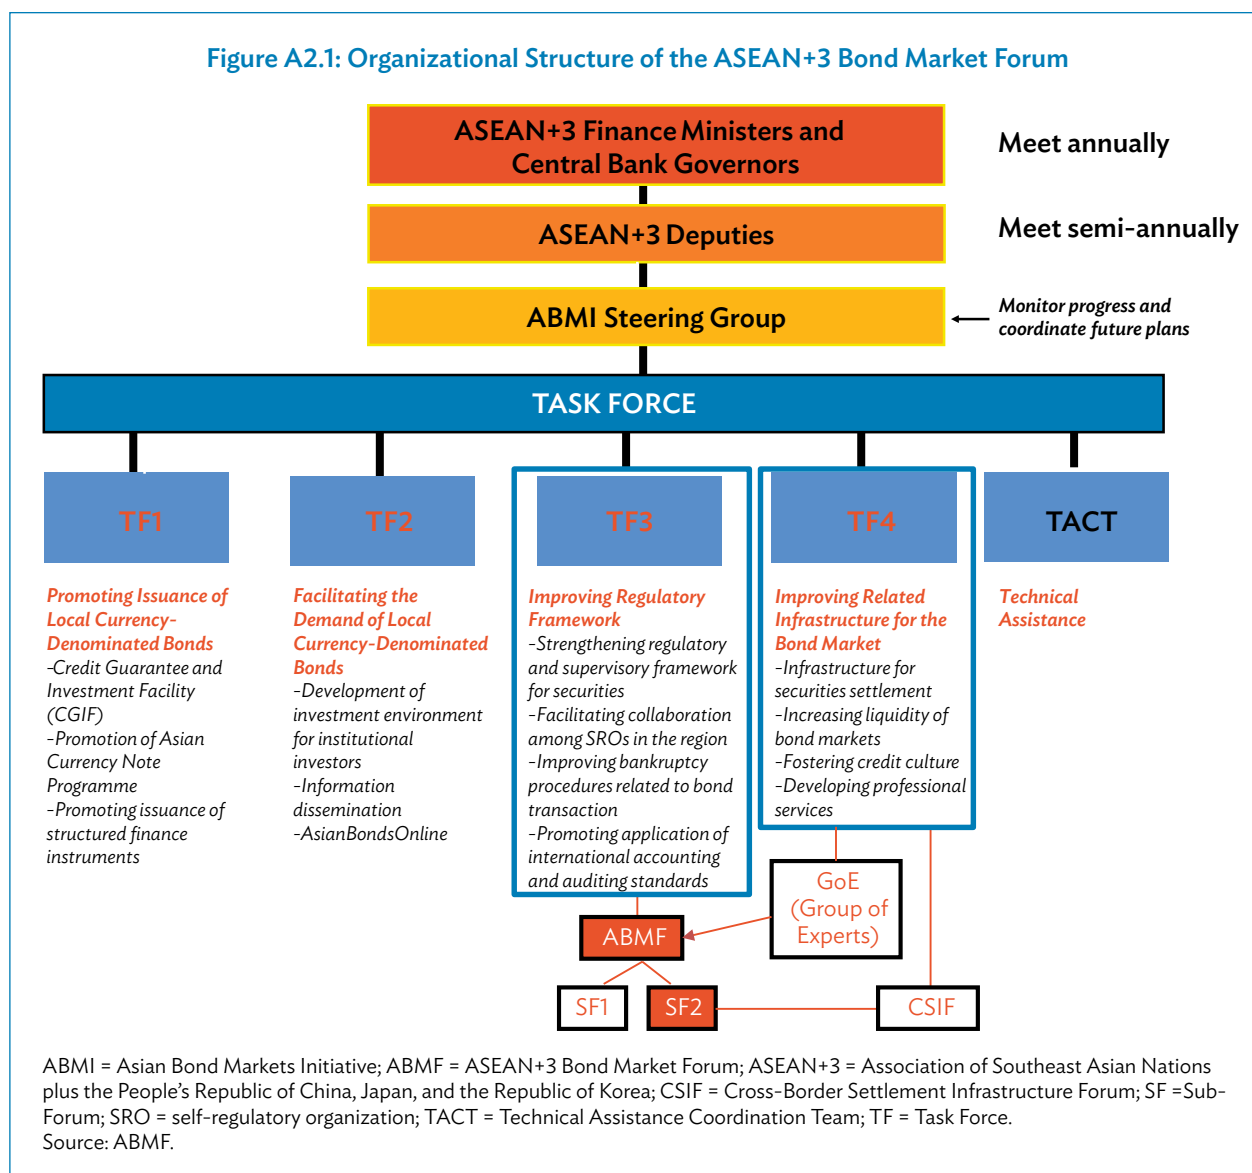 Figure A2.1: Organizational Structure of the ASEAN+3 Bond Market Forum
ASEAN+3 Finance Ministers and
Central Bank Governors
Meet annually
ASEAN+3 Deputies
Meet semi-annually
ABMI Steering Group
Monitor progress and
coordinate future plans
TASK FORCE
TF1
Promoting Issuance of
Local Currency-
Denominated Bonds
-Credit Guarantee and
Investment Facility
(CGIF)
-Promotion of Asian
Currency Note
Programme
-Promoting issuance of
structured finance
instruments
TF2
Facilitating the
Demand of Local
Currency-Denominated
Bonds
-Development of
investment environment
for institutional
investors
-Information
dissemination
-AsianBondsOnline
TF3
Improving Regulatory
Framework
-Strengthening regulatory
and supervisory framework
for securities
-Facilitating collaboration
among SROs in the region
-Improving bankruptcy
procedures related to bond
transaction
-Promoting application of
international accounting
and auditing standards
TF4
Improving Related
Infrastructure for the
Bond Market
-Infrastructure for
securities settlement
-Increasing liquidity of
bond markets
-Fostering credit culture
-Developing professional
services
TACT
Technical
Assistance
GoE
(Group of
Experts)
ABMF
SF1
SF2
CSIF
ABMI = Asian Bond Markets Initiative; ABMF = ASEAN+3 Bond Market Forum; ASEAN+3 = Association of Southeast Asian Nations
plus the People's Republic of China, Japan, and the Republic of Korea; CSIF = Cross-Border Settlement Infrastructure Forum; SF =Sub-
Forum; SRO = self-regulatory organization; TACT = Technical Assistance Coordination Team; TF = Task Force.
Source: ABMF.